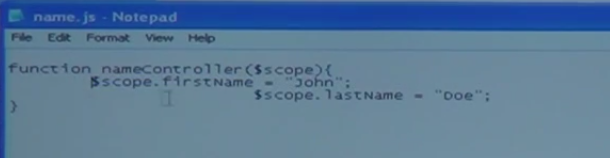 name.js - Notepad
File Edit Format View Help
function nameController($scope){
$scope.firstName = "John";
$scope.lastName = "Doe";
}